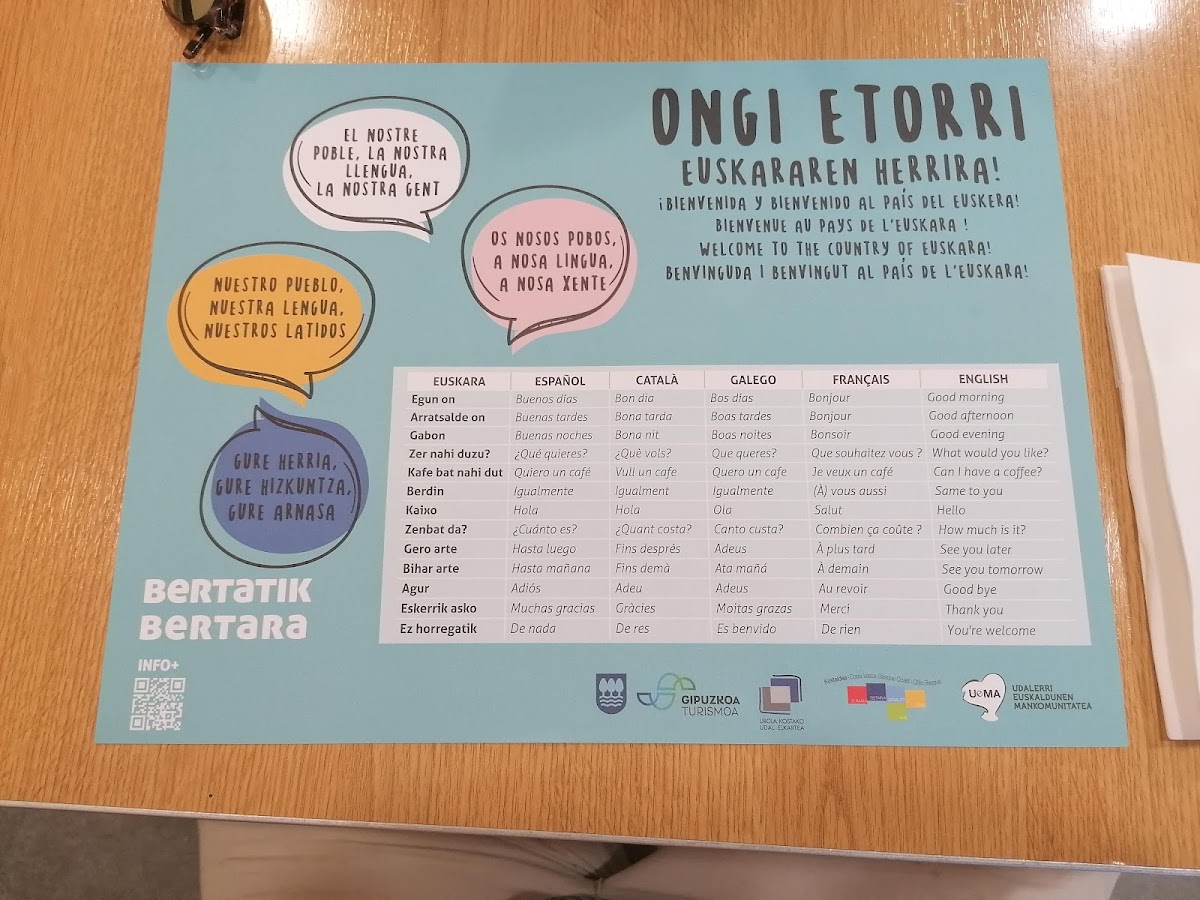 EL NOSTRE
POBLE, LA NOSTRA
LLENGUA,
LA NOSTRA GENT
OS NOSOS POBOS,
A NOSA LINGUA,
A NOSA XENTE
NUESTRO PUEBLO,
NUESTRA LENGUA,
NUESTROS LATIDOS
GURE HERRIA,
GURE HIZKUNTZA,
GURE ARNASA
BERTATIK
BERTARA
INFO+
ONGI ETORRI
EUSKARAREN HERRIRA!
¡BIENVENIDA Y BIENVENIDO AL PAÍS DEL EUSKERA!
BIENVENUE AU PAYS DE L'EUSKARA !
WELCOME TO THE COUNTRY OF EUSKARA!
BENVINGUDA I BENVINGUT AL PAÍS DE L'EUSKARA!
EUSKARA ESPAÑOL CATALÀ GALEGO FRANÇAIS ENGLISH
Egun on Buenos días Bon dia Bos días Bonjour Good morning
Arratsalde on Buenas tardes Bona tarda Boas tardes Bonjour Good afternoon
Gabon Buenas noches Bona nit Boas noites Bonsoir Good evening
Zer nahi duzu? ¿Qué quieres? ¿Què vols? Que queres? Que souhaitez vous ? What would you like?
Kafe bat nahi dut Quiero un café Vull un cafe Quero un cafe Je veux un café Can I have a coffee?
Berdin Igualmente Igualment Igualmente (À) vous aussi Same to you
Kaixo Hola Hola Ola Salut Hello
Zenbat da? ¿Cuánto es? ¿Quant costa? Canto custa? Combien ça coûte ? How much is it?
Gero arte Hasta luego Fins desprès Adeus À plus tard See you later
Bihar arte Hasta mañana Fins demà Ata mañá À demain See you tomorrow
Agur Adiós Adeu Adeus Au revoir Good bye
Eskerrik asko Muchas gracias Gràcies Moitas grazas Merci Thank you
Ez horregatik De nada De res Es benvido De rien You're welcome
GIPUZKOA
TURISMOA
UROLA KOSTAKO
UDAL ELKARTEA
UEMA
UDALERRI
EUSKALDUNEN
MANKOMUNITATEA